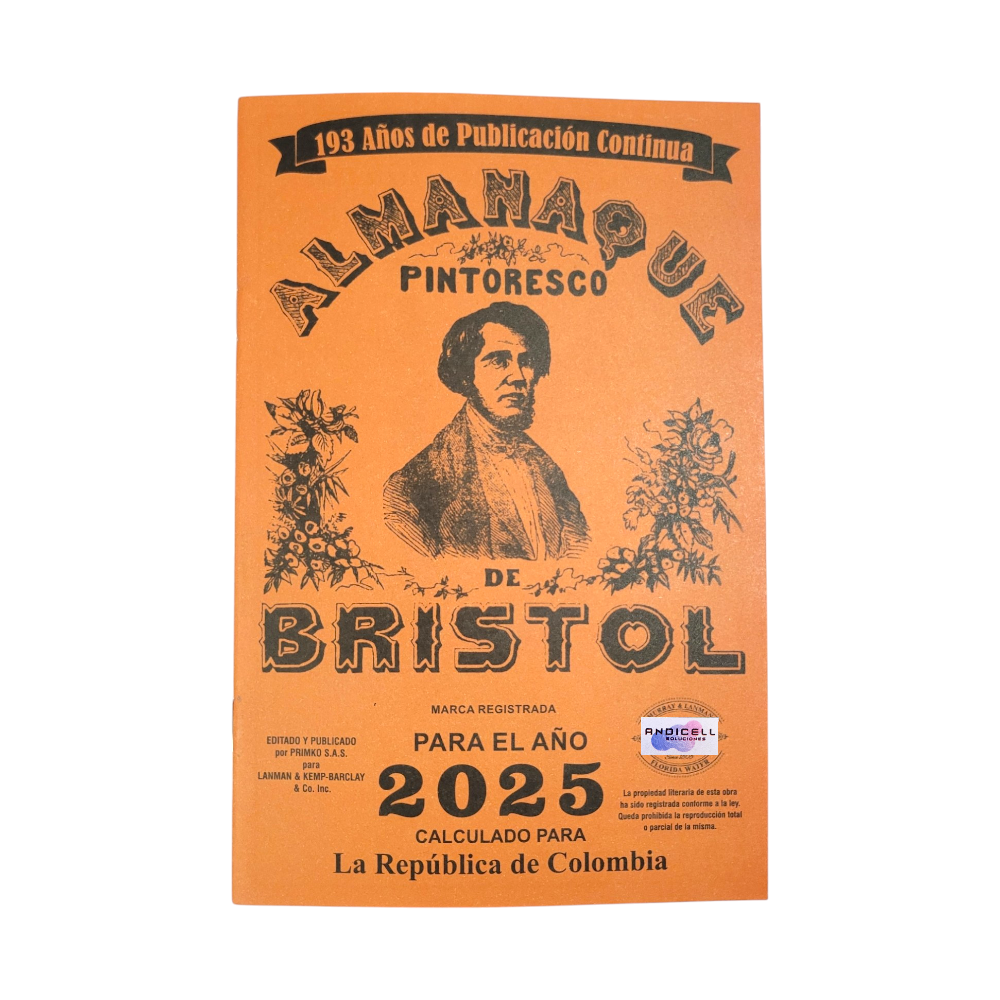 193 Años de Publicación Continua
ALMANAQUE
PINTORESCO
DE
BRISTOL
MARCA REGISTRADA
EDITADO Y PUBLICADO
por PRIMKO S.A.S.
para
LANMAN & KEMP-BARCLAY
& Co. Inc.
PARA EL AÑO
2025
CALCULADO PARA
La República de Colombia
ANDICELL
SOLUCIONES
FLORIDA WATER
La propiedad literaria de esta obra
ha sido registrada conforme a la ley.
Queda prohibida la reproducción total
o parcial de la misma.